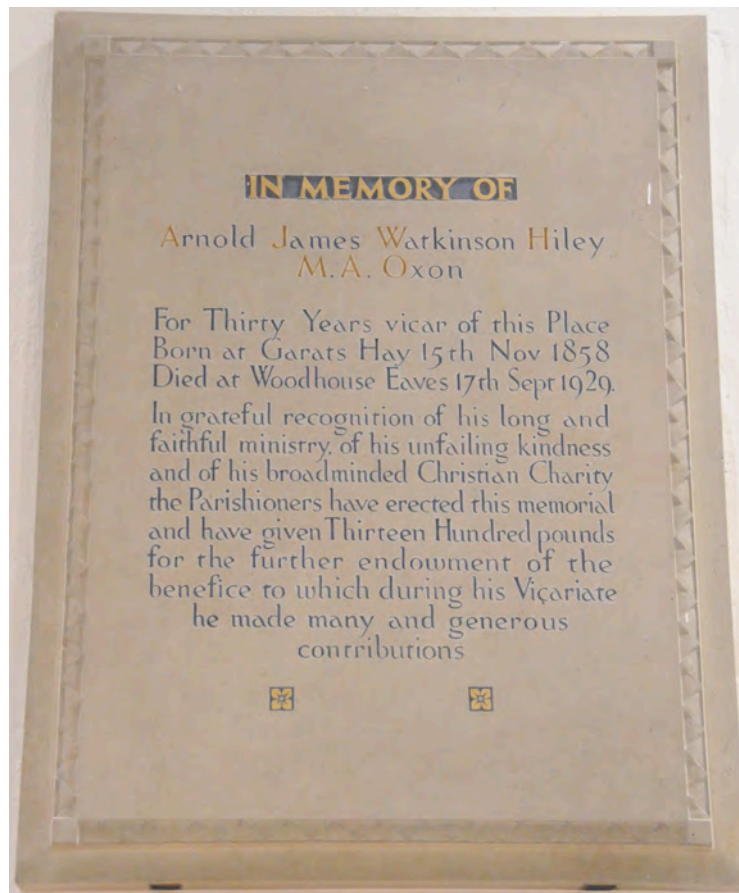 IN MEMORY OF
Arnold James Watkinson Hiley
M.A. Oxon
For Thirty Years vicar of this Place
Born at Garats Hay 15th Nov 1858
Died at Woodhouse Eaves 17th Sept 1929.
In grateful recognition of his long and
faithful ministry, of his unfailing kindness
and of his broadminded Christian Charity
the Parishioners have erected this memorial
and have given Thirteen Hundred pounds
for the further endowment of the
benefice to which during his Vicariate
he made many and generous
contributions